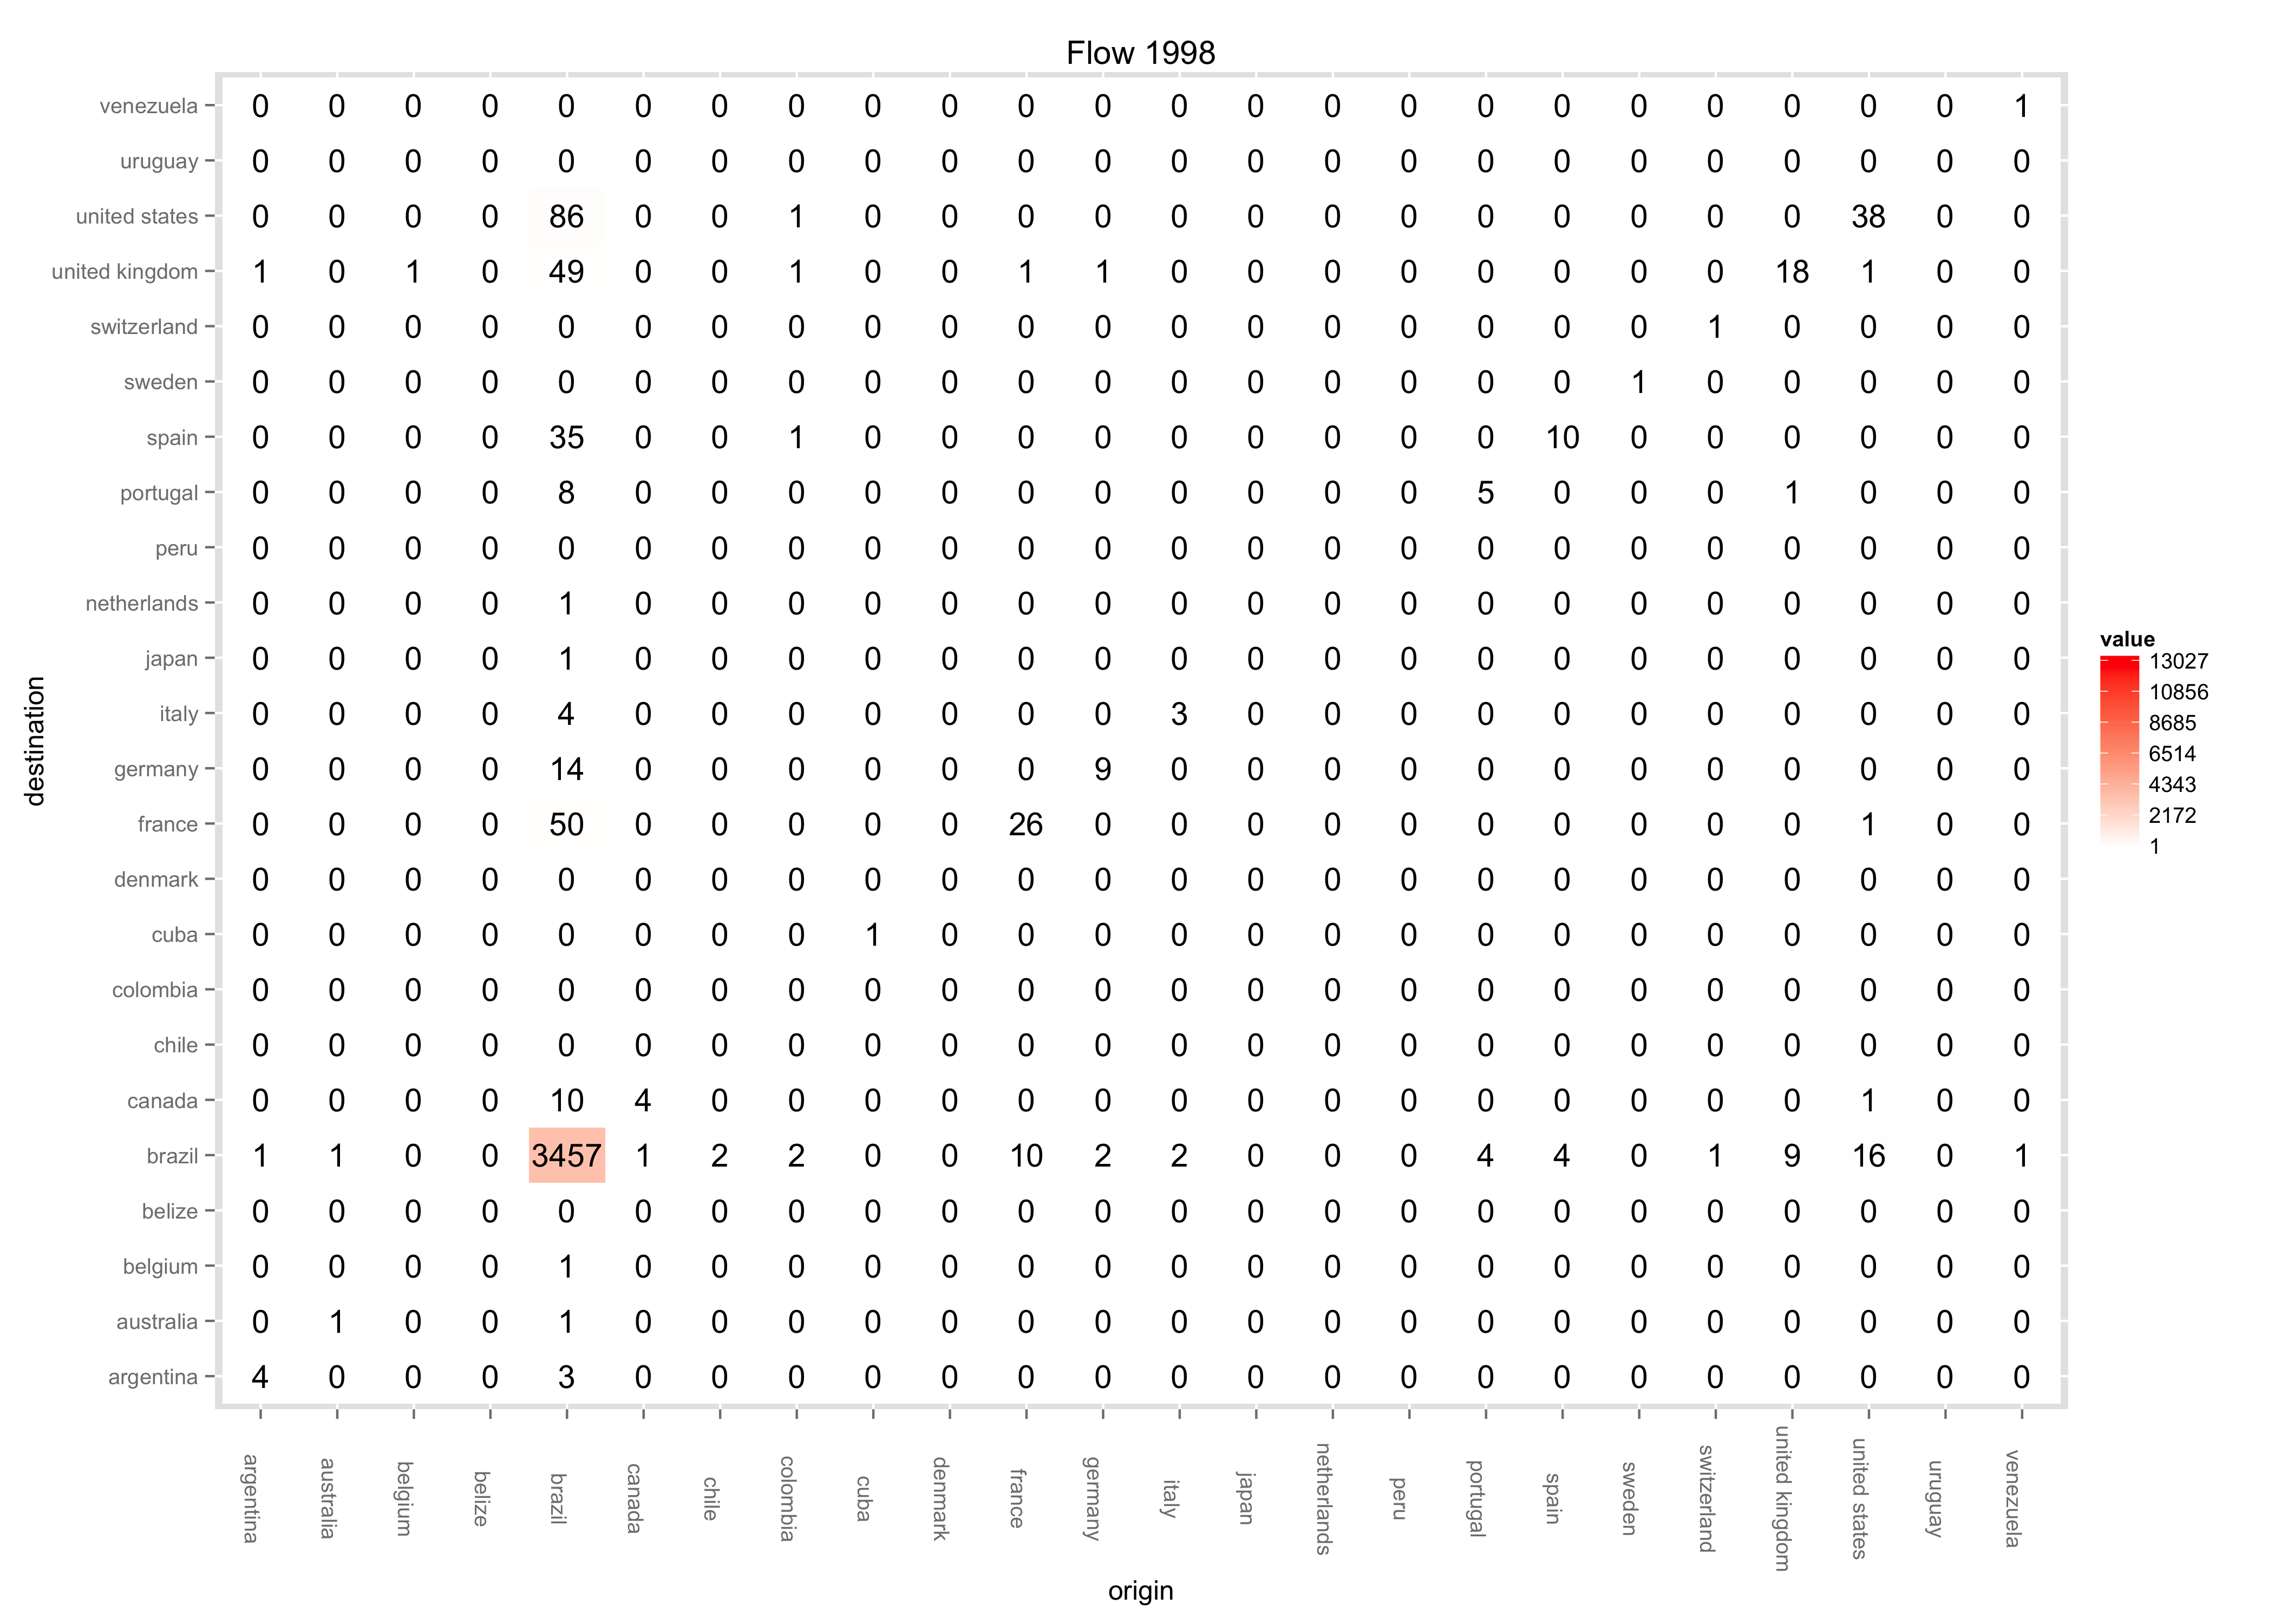 Flow 1998
venezuela 0 0 0 0 0 0 0 0 0 0 0 0 0 0 0 0 0 0 0 0 0 0 0 1
uruguay 0 0 0 0 0 0 0 0 0 0 0 0 0 0 0 0 0 0 0 0 0 0 0 0
united states 0 0 0 0 86 0 0 1 0 0 0 0 0 0 0 0 0 0 0 0 0 38 0 0
united kingdom 1 0 1 0 49 0 0 1 0 0 1 1 0 0 0 0 0 0 0 0 18 1 0 0
switzerland 0 0 0 0 0 0 0 0 0 0 0 0 0 0 0 0 0 0 0 1 0 0 0 0
sweden 0 0 0 0 0 0 0 0 0 0 0 0 0 0 0 0 0 0 1 0 0 0 0 0
spain 0 0 0 0 35 0 0 1 0 0 0 0 0 0 0 0 0 10 0 0 0 0 0 0
portugal 0 0 0 0 8 0 0 0 0 0 0 0 0 0 0 0 5 0 0 0 1 0 0 0
peru 0 0 0 0 0 0 0 0 0 0 0 0 0 0 0 0 0 0 0 0 0 0 0 0
netherlands 0 0 0 0 1 0 0 0 0 0 0 0 0 0 0 0 0 0 0 0 0 0 0 0
japan 0 0 0 0 1 0 0 0 0 0 0 0 0 0 0 0 0 0 0 0 0 0 0 0
italy 0 0 0 0 4 0 0 0 0 0 0 0 3 0 0 0 0 0 0 0 0 0 0 0
germany 0 0 0 0 14 0 0 0 0 0 0 9 0 0 0 0 0 0 0 0 0 0 0 0
france 0 0 0 0 50 0 0 0 0 0 26 0 0 0 0 0 0 0 0 0 0 1 0 0
denmark 0 0 0 0 0 0 0 0 0 0 0 0 0 0 0 0 0 0 0 0 0 0 0 0
cuba 0 0 0 0 0 0 0 0 1 0 0 0 0 0 0 0 0 0 0 0 0 0 0 0
colombia 0 0 0 0 0 0 0 0 0 0 0 0 0 0 0 0 0 0 0 0 0 0 0 0
chile 0 0 0 0 0 0 0 0 0 0 0 0 0 0 0 0 0 0 0 0 0 0 0 0
canada 0 0 0 0 10 4 0 0 0 0 0 0 0 0 0 0 0 0 0 0 0 1 0 0
brazil 1 1 0 0 3457 1 2 2 0 0 10 2 2 0 0 0 4 4 0 1 9 16 0 1
belize 0 0 0 0 0 0 0 0 0 0 0 0 0 0 0 0 0 0 0 0 0 0 0 0
belgium 0 0 0 0 1 0 0 0 0 0 0 0 0 0 0 0 0 0 0 0 0 0 0 0
australia 0 1 0 0 1 0 0 0 0 0 0 0 0 0 0 0 0 0 0 0 0 0 0 0
argentina 4 0 0 0 3 0 0 0 0 0 0 0 0 0 0 0 0 0 0 0 0 0 0 0
argentina australia belgium belize brazil canada chile colombia cuba denmark france germany italy japan netherlands peru portugal spain sweden switzerland united kingdom united states uruguay venezuela
origin
destination
value
13027
10856
8685
6514
4343
2172
1